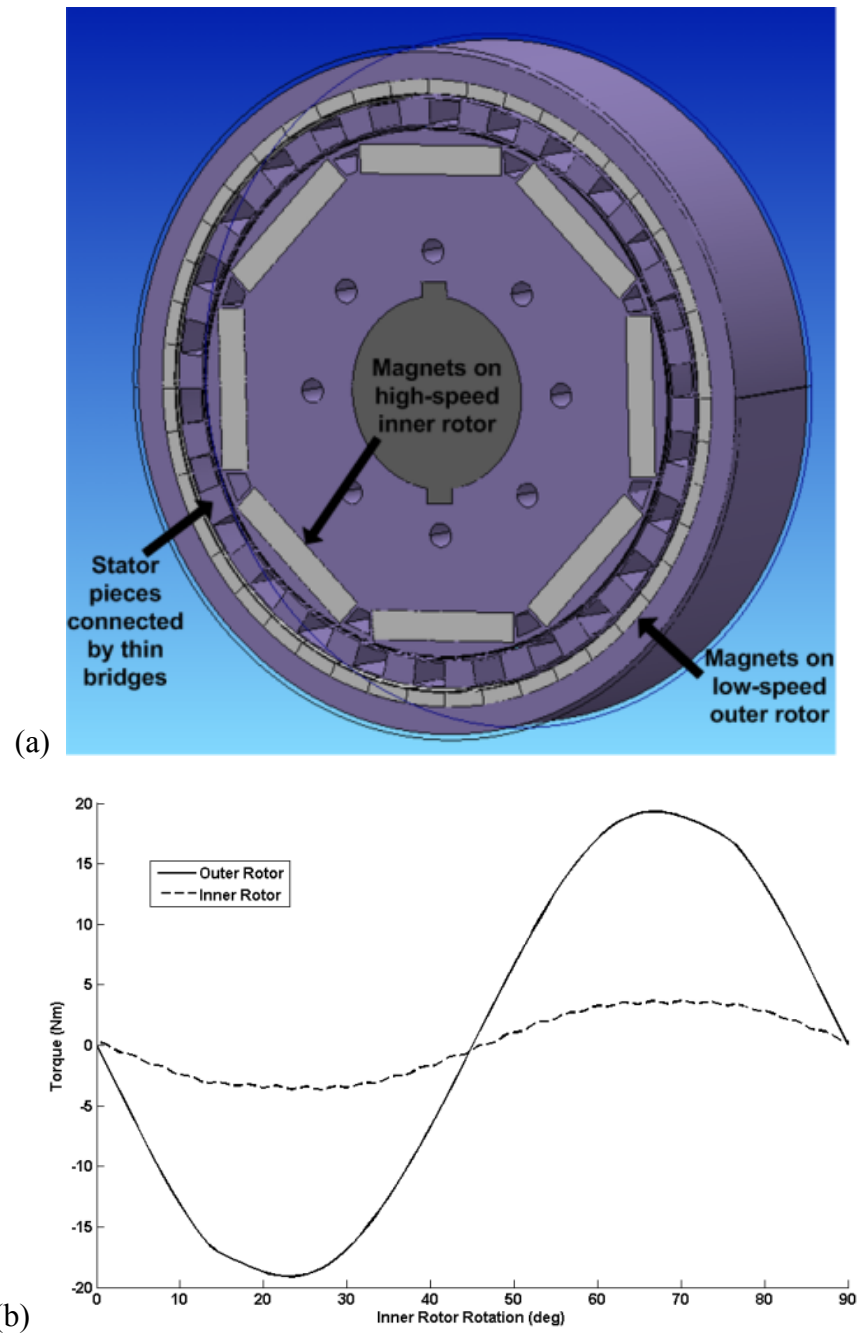 Magnets on
high-speed
inner rotor
Stator
pieces
connected
by thin
bridges
Magnets on
low-speed
outer rotor
(a)
20
15
10
5
0
-5
-10
-15
-20
Torque (Nm)
Outer Rotor
Inner Rotor
0 10 20 30 40 50 60 70 80 90
Inner Rotor Rotation (deg)
(b)